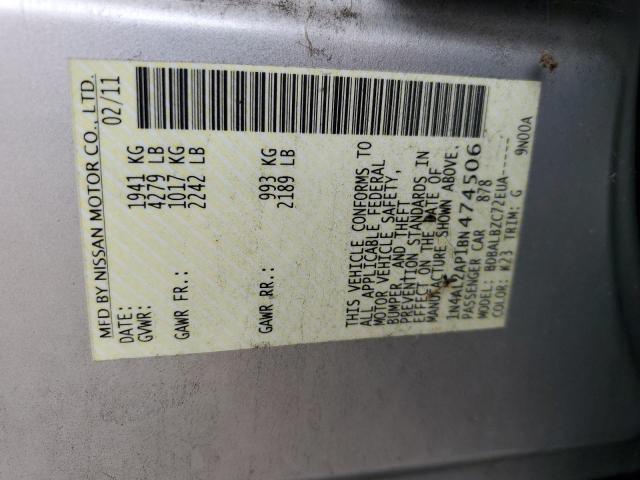 MFD BY NISSAN MOTOR CO., LTD.
DATE: 02/11
GVWR: 1941 KG
4279 LB
GAWR FR.: 1017 KG
2242 LB
GAWR RR.: 993 KG
2189 LB
THIS VEHICLE CONFORMS TO
ALL APPLICABLE FEDERAL
MOTOR VEHICLE SAFETY,
BUMPER, AND THEFT
PREVENTION STANDARDS IN
EFFECT ON THE DATE OF
MANUFACTURE SHOWN ABOVE.
1N4AL2AP1BN474506
PASSENGER CAR 878
MODEL: BDBALBZC72EUA-----
COLOR: K23 TRIM: G 9N00A